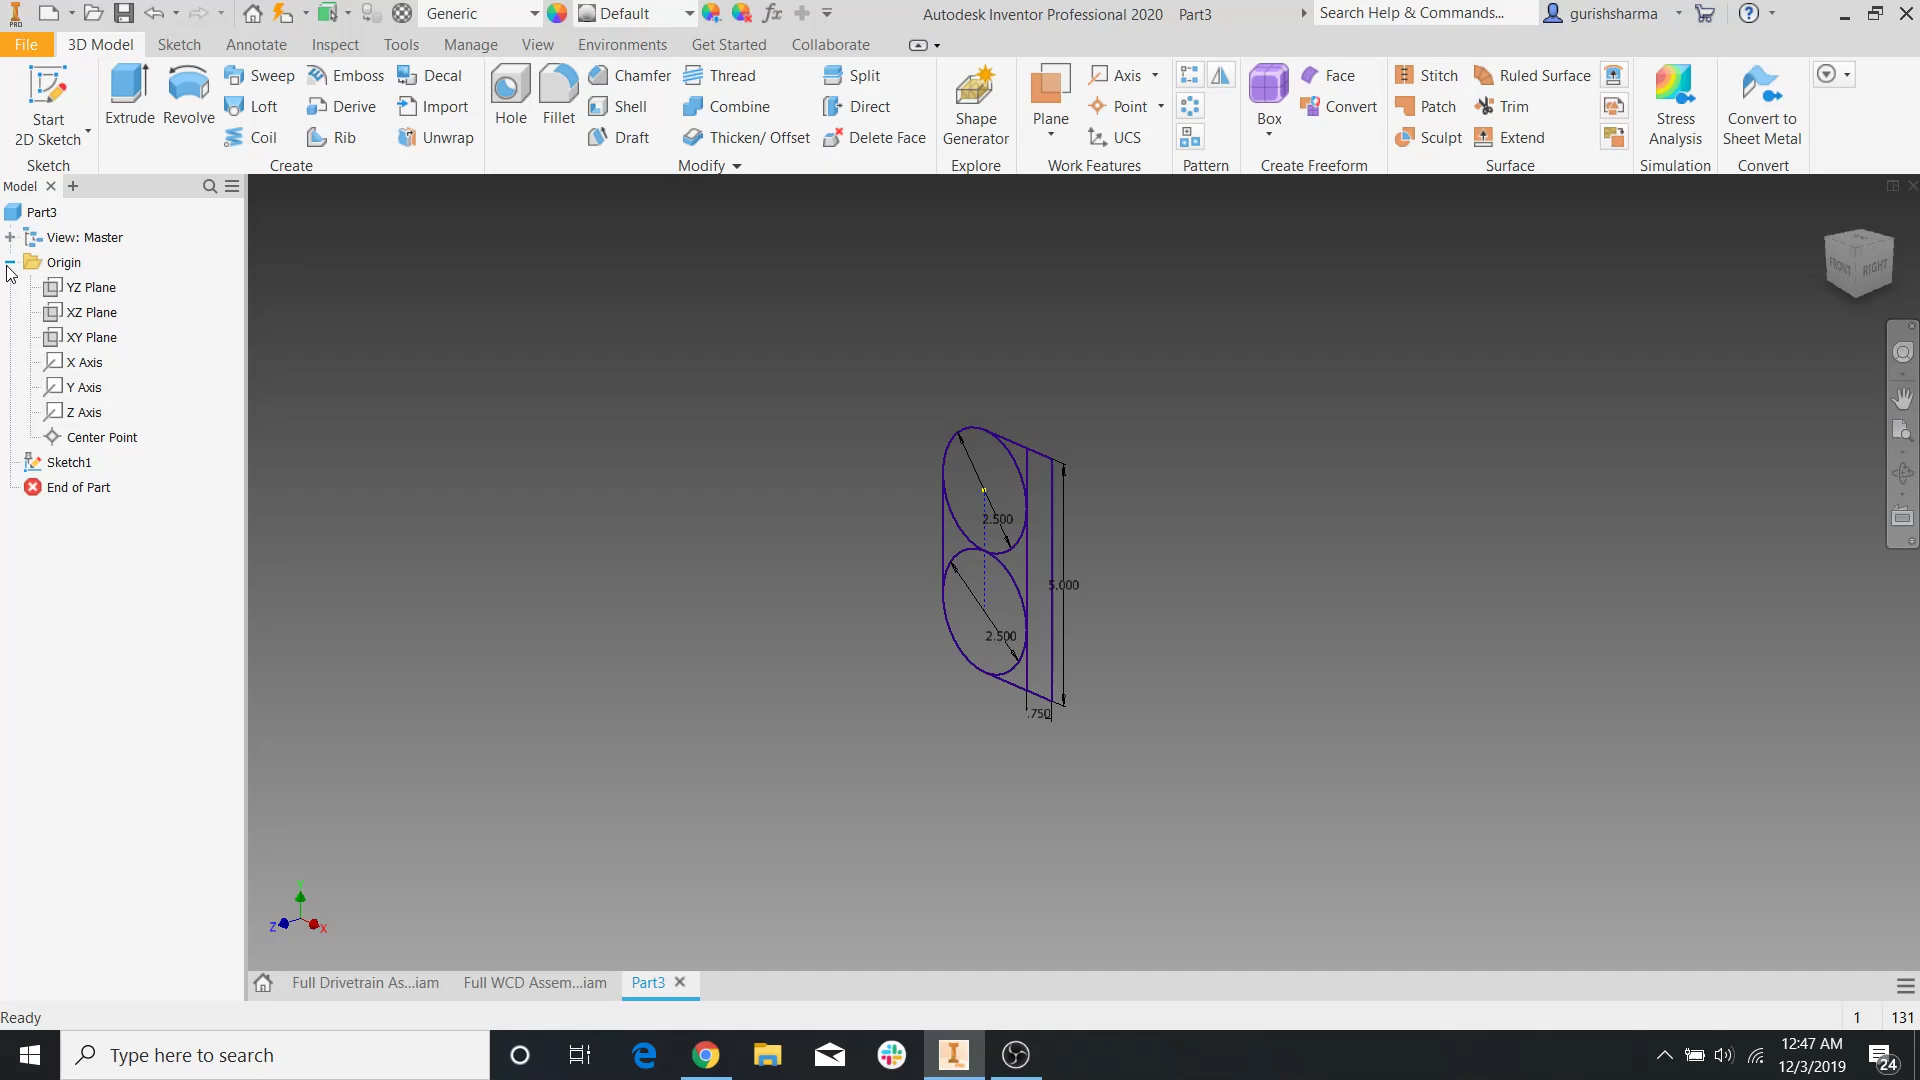 PRO
Generic
Default
Autodesk Inventor Professional 2020   Part3
Search Help & Commands...
gurishsharma
File
3D Model
Sketch
Annotate
Inspect
Tools
Manage
View
Environments
Get Started
Collaborate
Start
2D Sketch
Sketch
Extrude
Revolve
Sweep
Loft
Coil
Emboss
Derive
Rib
Decal
Import
Unwrap
Create
Hole
Fillet
Chamfer
Shell
Draft
Thread
Combine
Thicken/ Offset
Split
Direct
Delete Face
Modify
Shape
Generator
Explore
Plane
Axis
Point
UCS
Work Features
Pattern
Box
Face
Convert
Create Freeform
Stitch
Patch
Sculpt
Ruled Surface
Trim
Extend
Surface
Stress
Analysis
Simulation
Convert to
Sheet Metal
Convert
Model
Part3
View: Master
Origin
YZ Plane
XZ Plane
XY Plane
X Axis
Y Axis
Z Axis
Center Point
Sketch1
End of Part
FRONT
RIGHT
2.500
5.000
2.500
.750
Z
X
Full Drivetrain As...iam
Full WCD Assem...iam
Part3
Ready
1
131
Type here to search
12:47 AM
12/3/2019
24